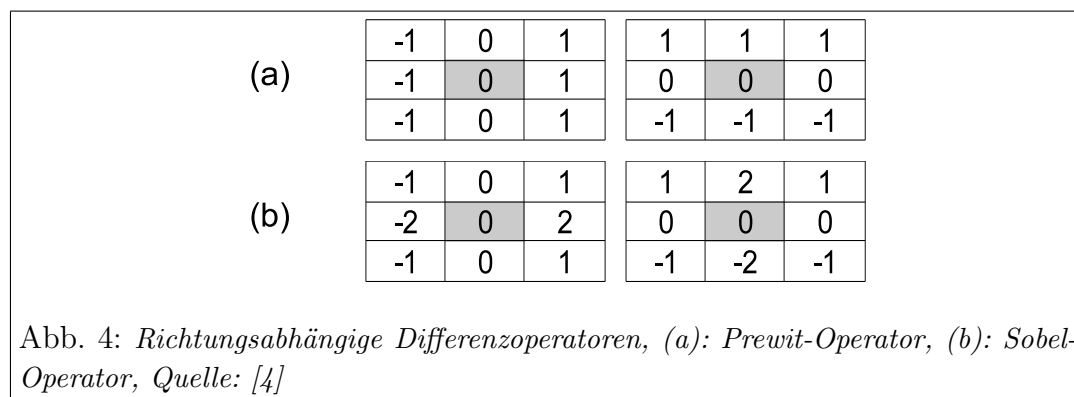 -1 0 1 1 1 1
(a) -1 0 1 0 0 0
-1 0 1 -1 -1 -1
-1 0 1 1 2 1
(b) -2 0 2 0 0 0
-1 0 1 -1 -2 -1
Abb. 4: Richtungsabhängige Differenzoperatoren, (a): Prewit-Operator, (b): Sobel-
Operator, Quelle: [4]